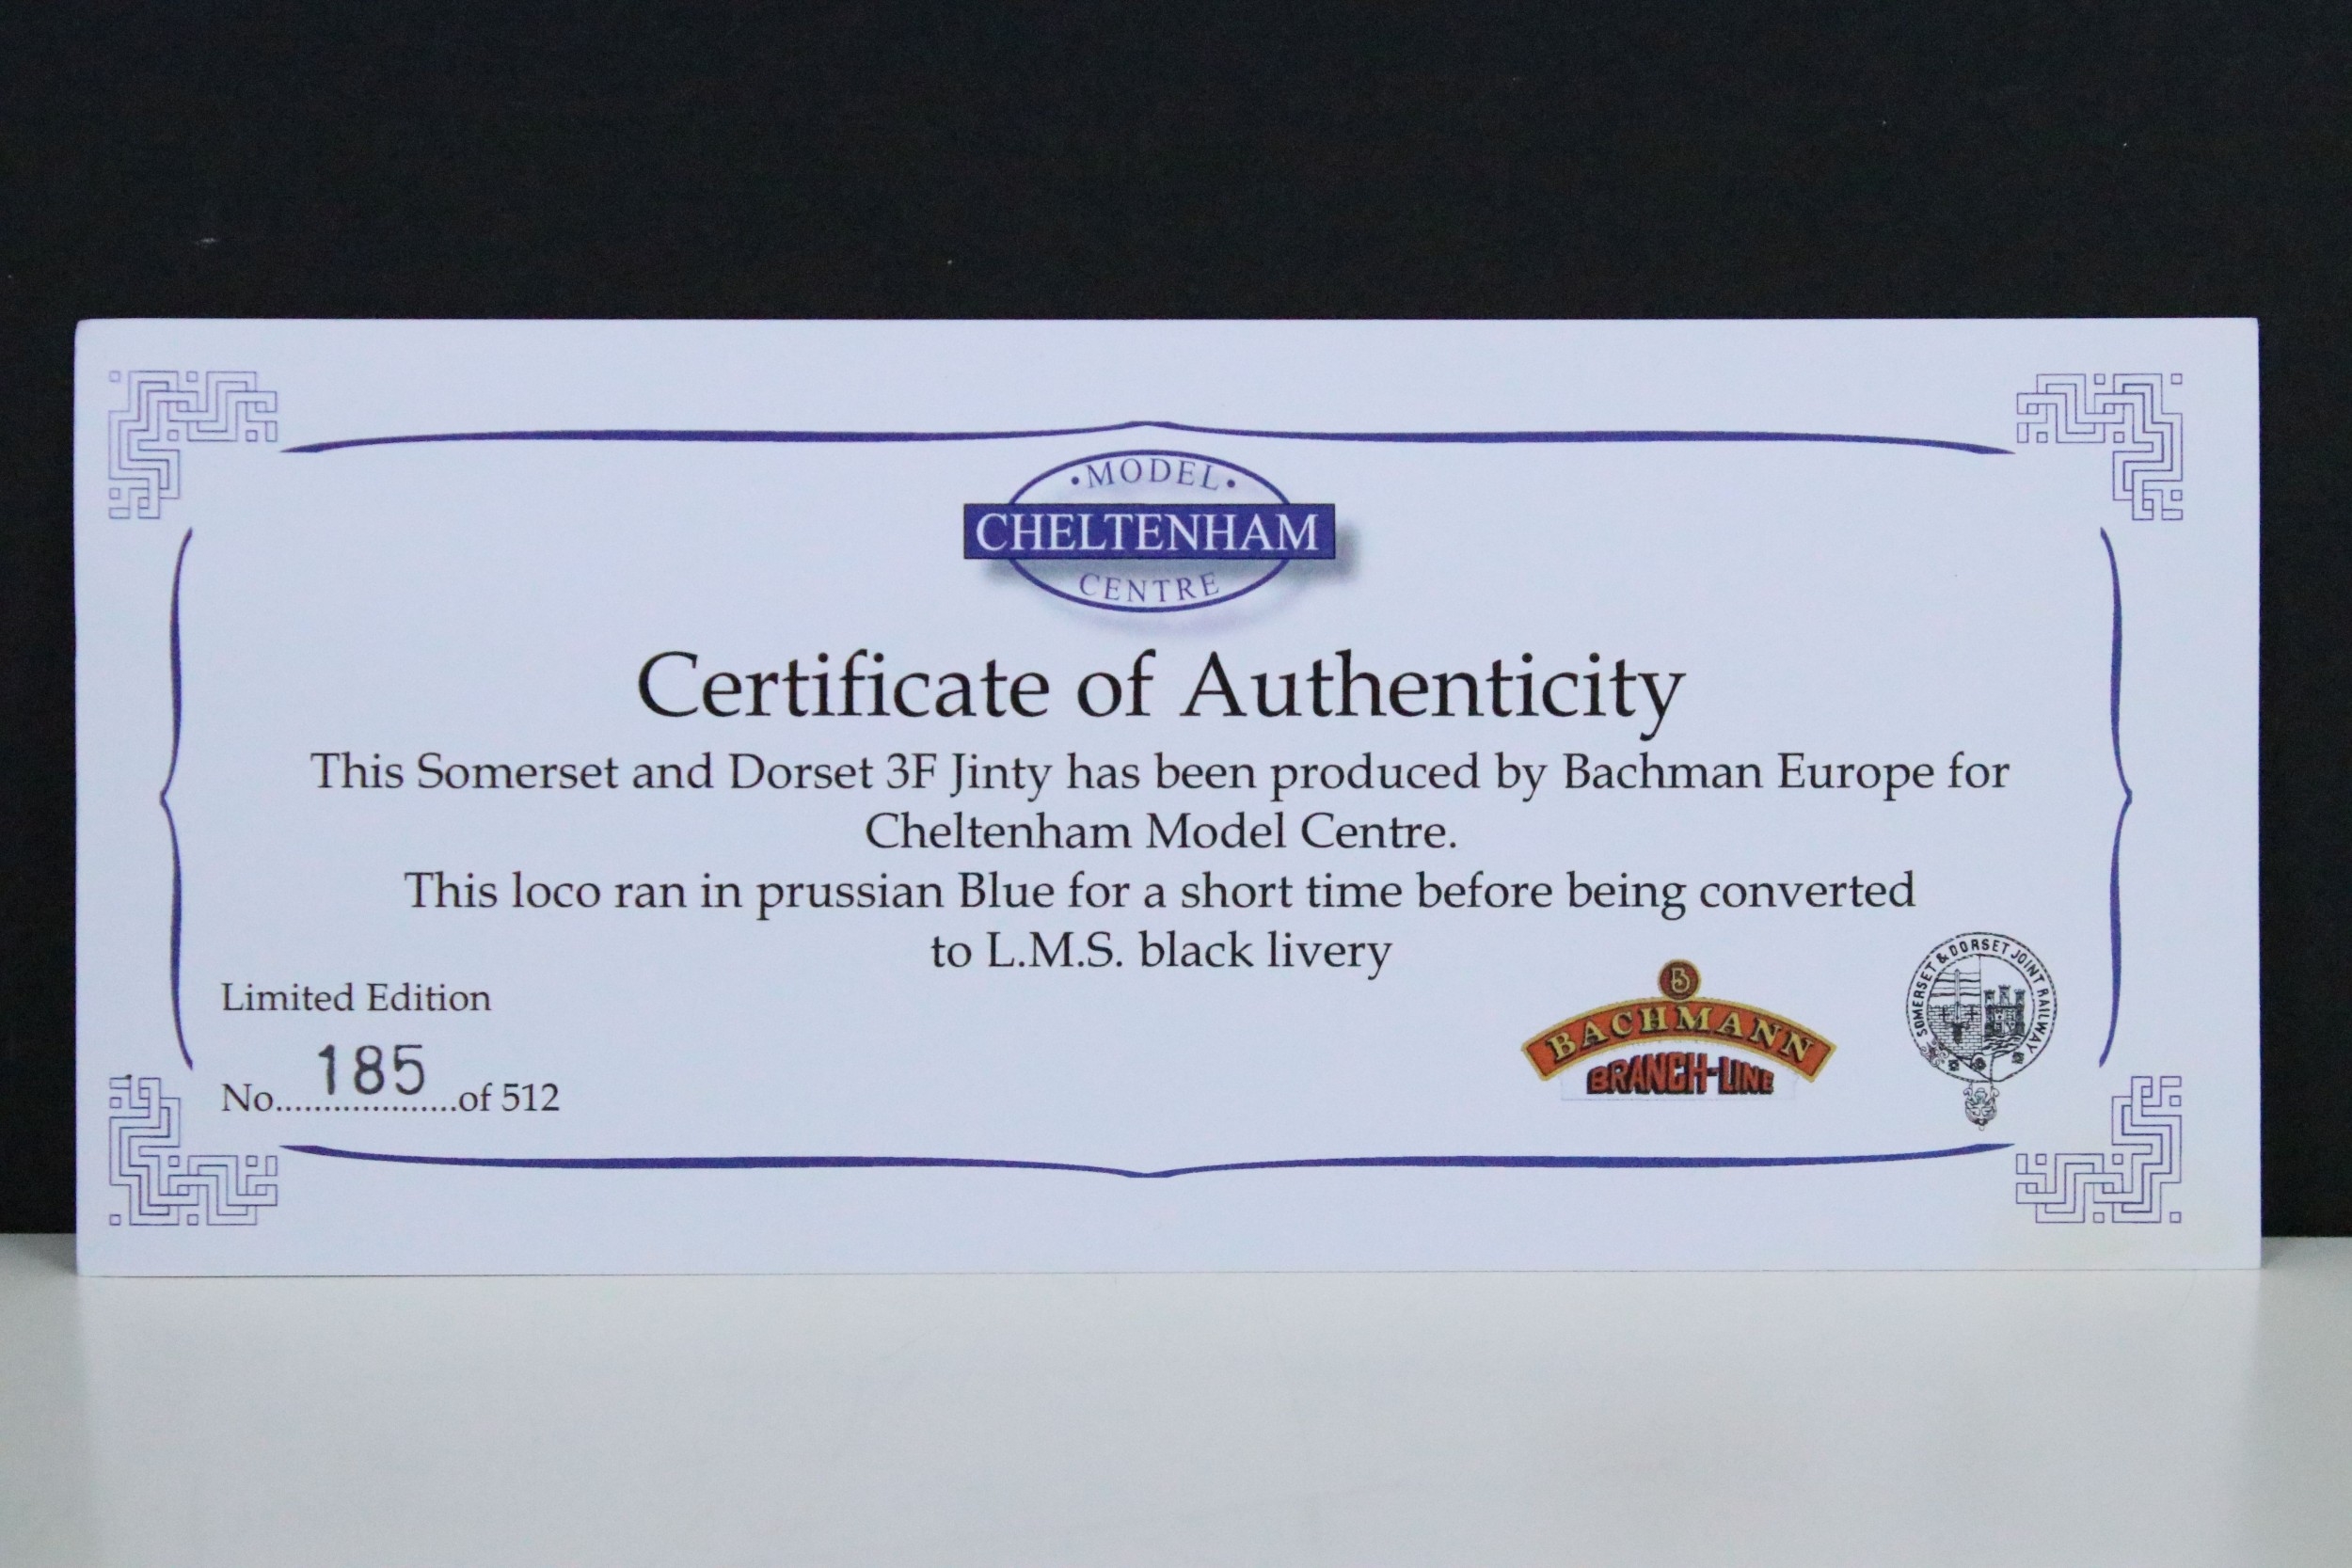 · MODEL ·
CHELTENHAM
CENTRE
Certificate of Authenticity
This Somerset and Dorset 3F Jinty has been produced by Bachman Europe for
Cheltenham Model Centre.
This loco ran in prussian Blue for a short time before being converted
to L.M.S. black livery
Limited Edition
No...................of 512
185
B
BACHMANN
BRANCH-LINE
SOMERSET & DORSET JOINT RAILWAY